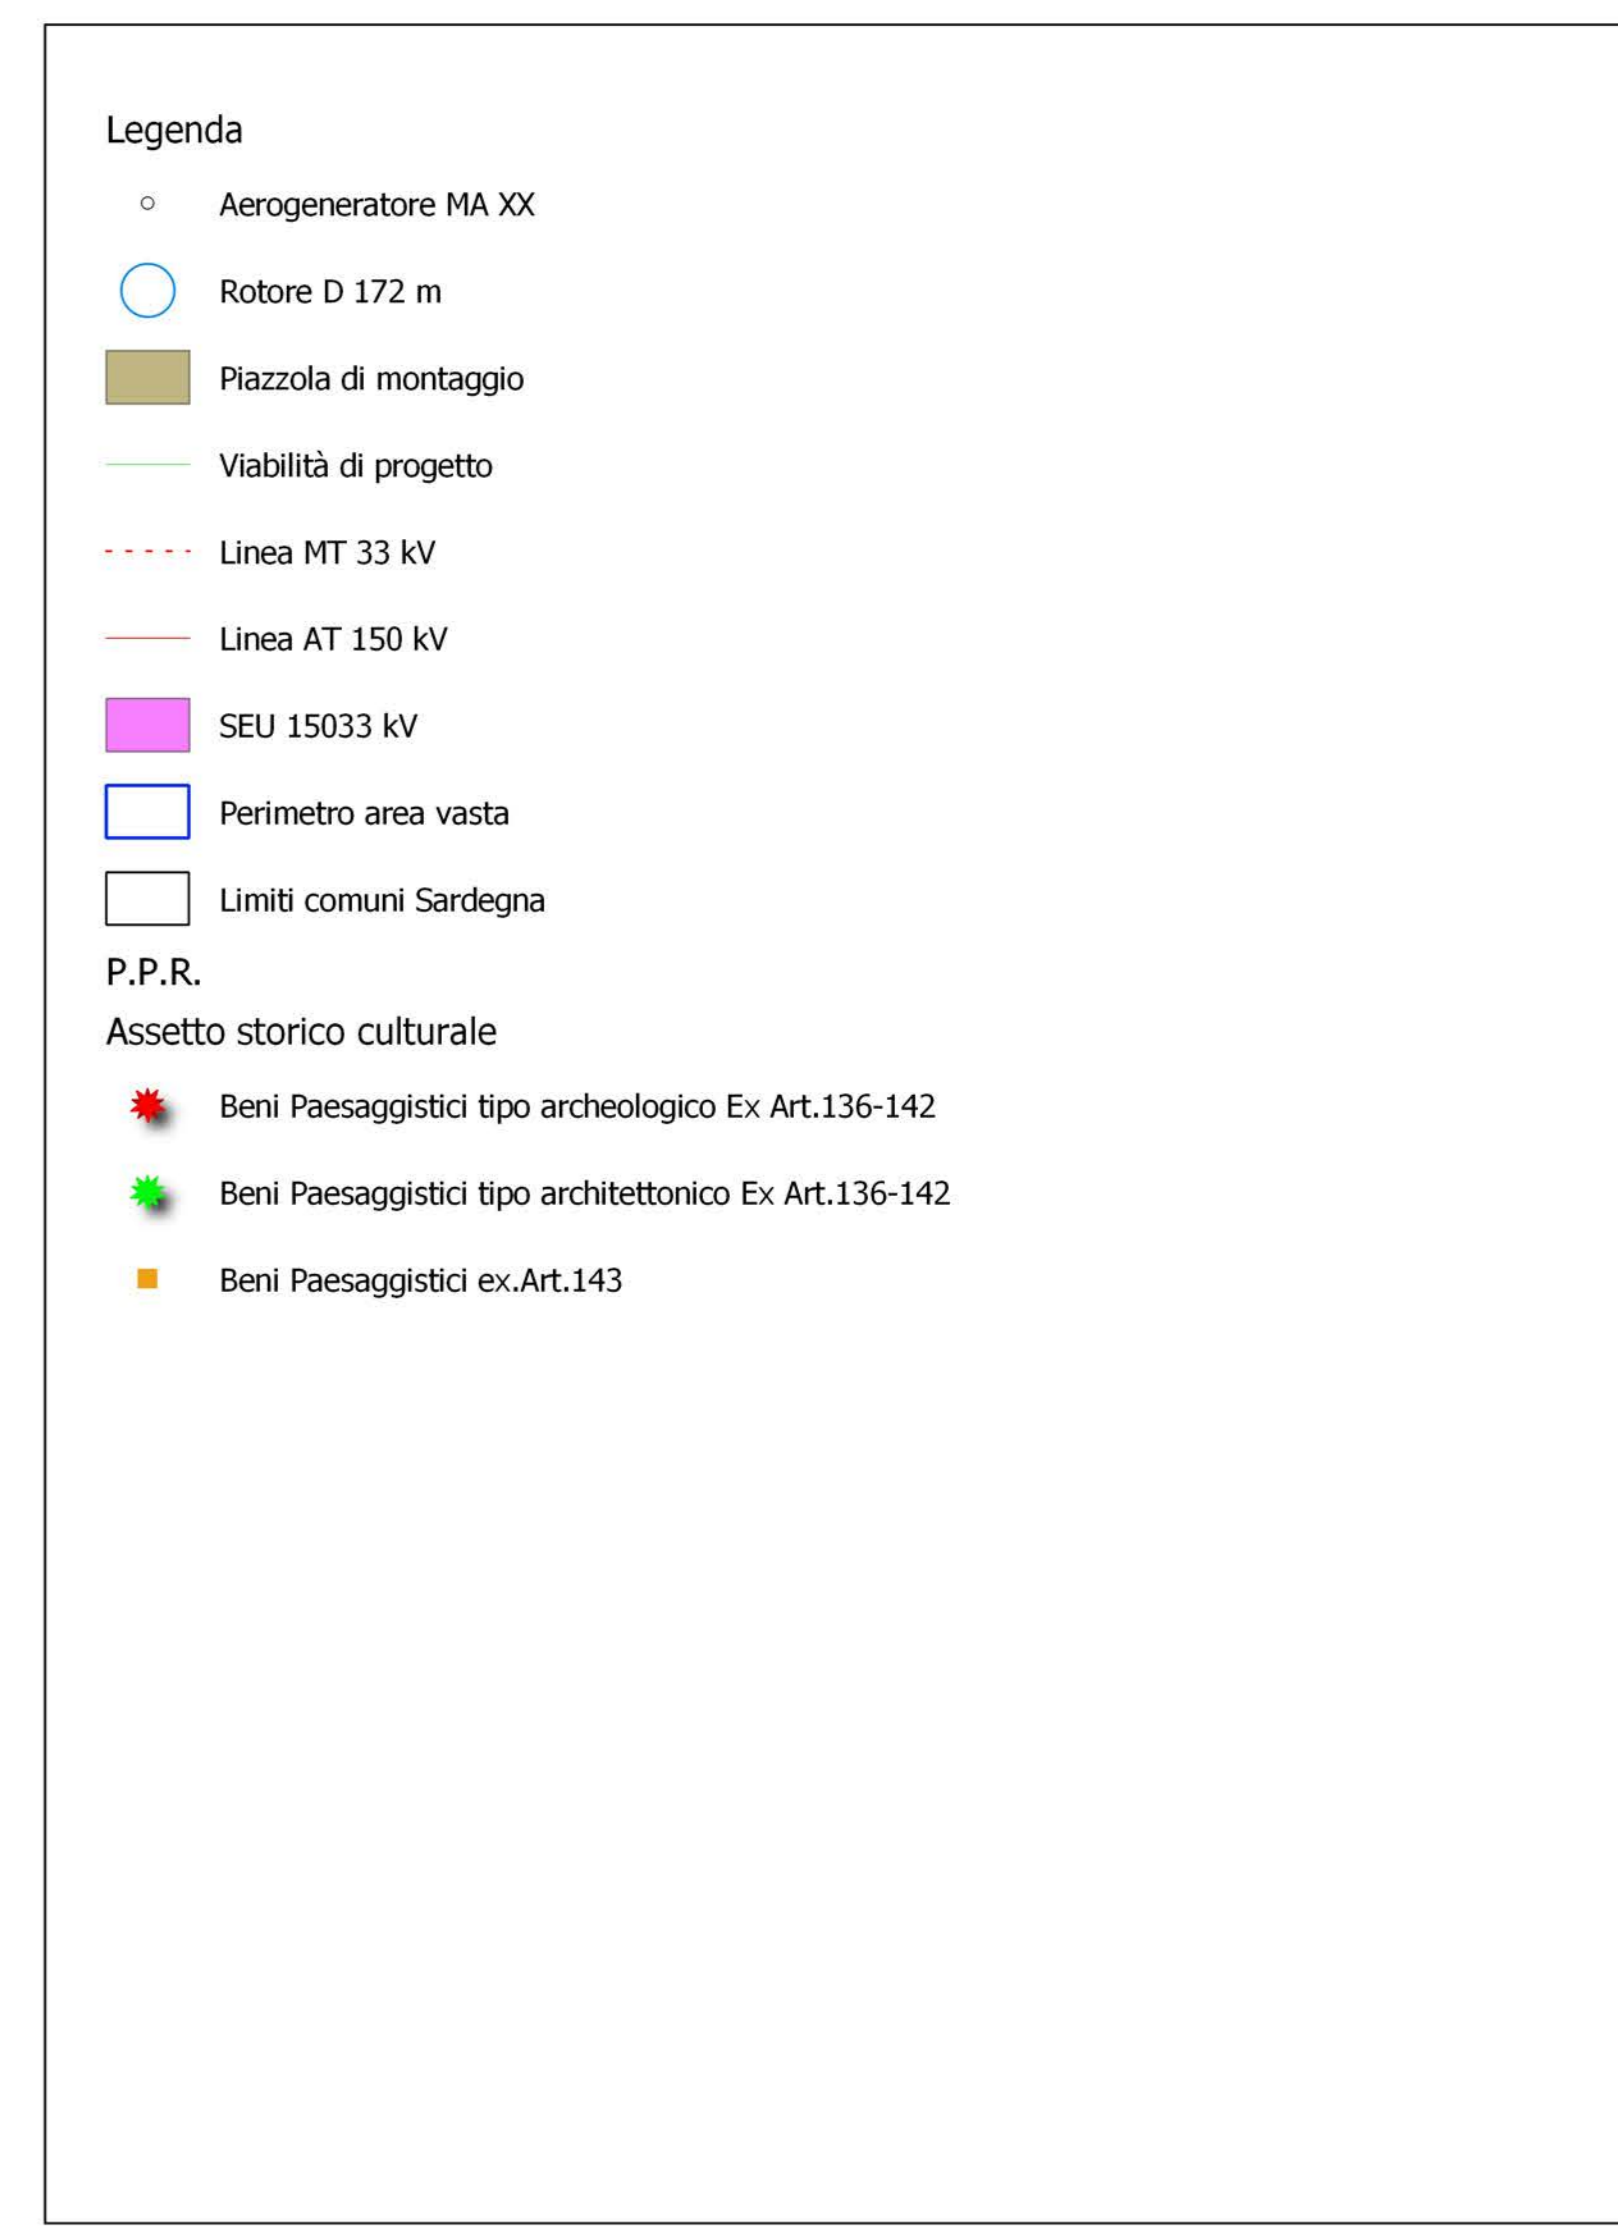 Legenda
Aerogeneratore MA XX
Rotore D 172 m
Piazzola di montaggio
Viabilità di progetto
Linea MT 33 kV
Linea AT 150 kV
SEU 15033 kV
Perimetro area vasta
Limiti comuni Sardegna
P.P.R.
Assetto storico culturale
Beni Paesaggistici tipo archeologico Ex Art.136-142
Beni Paesaggistici tipo architettonico Ex Art.136-142
Beni Paesaggistici ex.Art.143